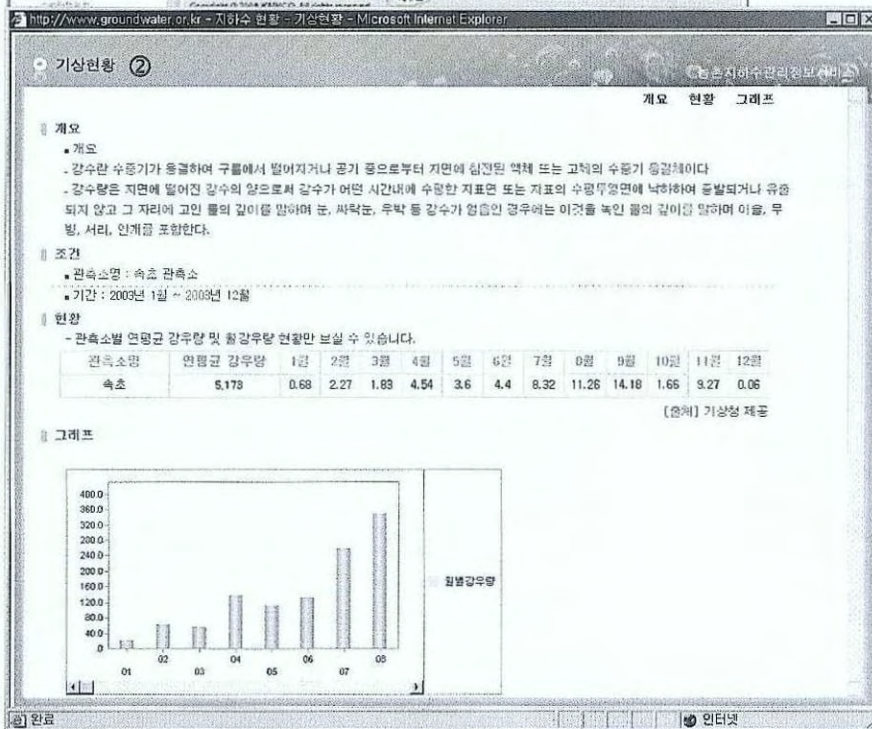 http://www.groundwater.or.kr - 지하수 현황 - 기상현황 - Microsoft Internet Explorer
기상현황 ②
농촌지하수관리정보서비스
개요 현황 그래프
개요
개요
- 강수란 수증기가 응결하여 구름에서 떨어지거나 공기 중으로부터 지면에 침전된 액체 또는 고체의 수증기 응결체이다
- 강수량은 지면에 떨어진 강수의 양으로써 강수가 어떤 시간내에 수평한 지표면 또는 지표의 수평투영면에 낙하하여 증발되거나 유출
되지 않고 그 자리에 고인 물의 깊이를 말하며 눈, 싸락눈, 우박 등 강수가 얼음인 경우에는 이것을 녹인 물의 깊이를 말하며 이슬, 무
빙, 서리, 안개를 포함한다.
조건
관측소명 : 속초 관측소
기간 : 2003년 1월 ~ 2003년 12월
현황
- 관측소별 연평균 강우량 및 월강우량 현황만 보실 수 있습니다.
관측소명 연평균 강우량 1월 2월 3월 4월 5월 6월 7월 8월 9월 10월 11월 12월
속초 5,173 0.68 2.27 1.83 4.54 3.6 4.4 8.32 11.26 14.18 1.66 9.27 0.06
[출처] 기상청 제공
그래프
400.0
360.0
320.0
280.0
240.0
200.0
160.0
120.0
80.0
40.0
.0
01 02 03 04 05 06 07 08
월별강우량
완료
인터넷